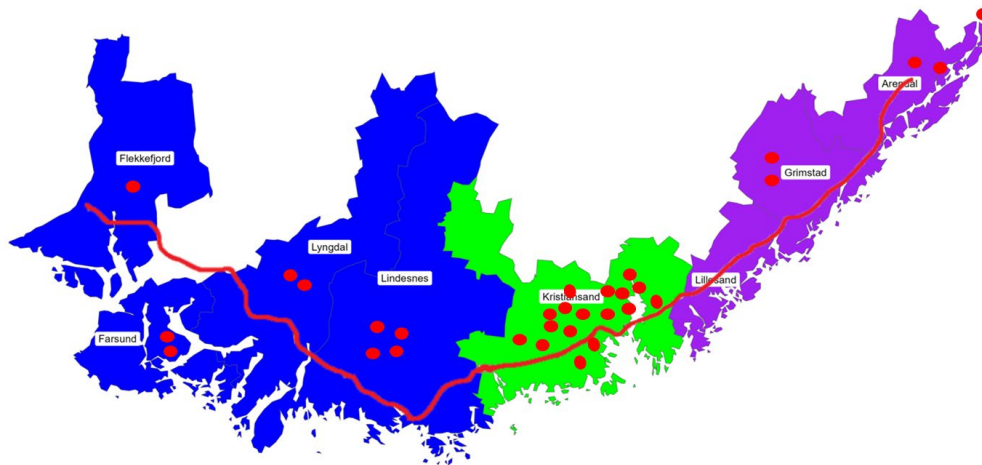 Arendal
Flekkefjord
Grimstad
Lyngdal
Lindesnes
Lillesand
Kristiansand
Farsund